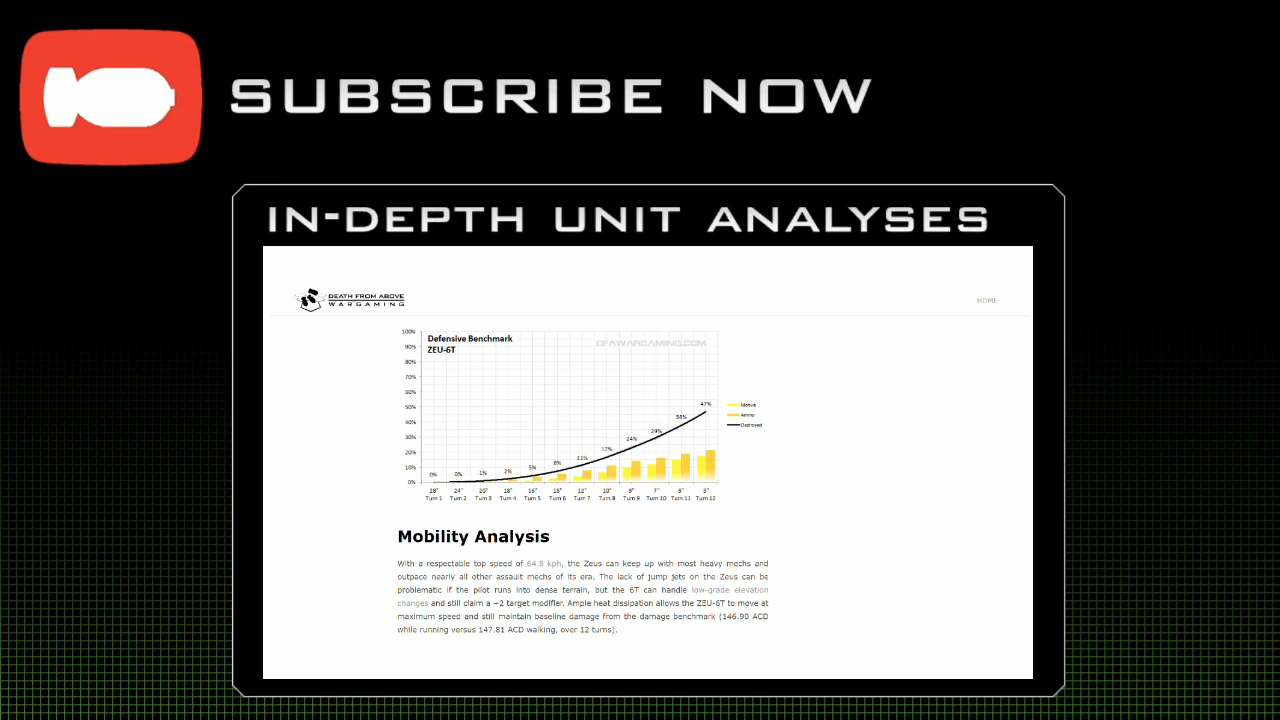 SUBSCRIBE NOW
IN-DEPTH UNIT ANALYSES
DEATH FROM ABOVE
WARGAMING
HOME
Defensive Benchmark
ZEU-6T
DFAWARGAMING.COM
100%
90%
80%
70%
60%
50%
40%
30%
20%
10%
0%
0% 0% 1% 2% 5% 8% 11% 17% 24% 29% 38% 47%
Motive
Ammo
Destroyed
28" 24" 20" 18" 16" 15" 12" 10" 9" 7" 5" 3"
Turn 1 Turn 2 Turn 3 Turn 4 Turn 5 Turn 6 Turn 7 Turn 8 Turn 9 Turn 10 Turn 11 Turn 12
Mobility Analysis
With a respectable top speed of 64.8 kph, the Zeus can keep up with most heavy mechs and
outpace nearly all other assault mechs of its era. The lack of jump jets on the Zeus can be
problematic if the pilot runs into dense terrain, but the 6T can handle low-grade elevation
changes and still claim a +2 target modifier. Ample heat dissipation allows the ZEU-6T to move at
maximum speed and still maintain baseline damage from the damage benchmark (146.90 ACD
while running versus 147.81 ACD walking, over 12 turns).